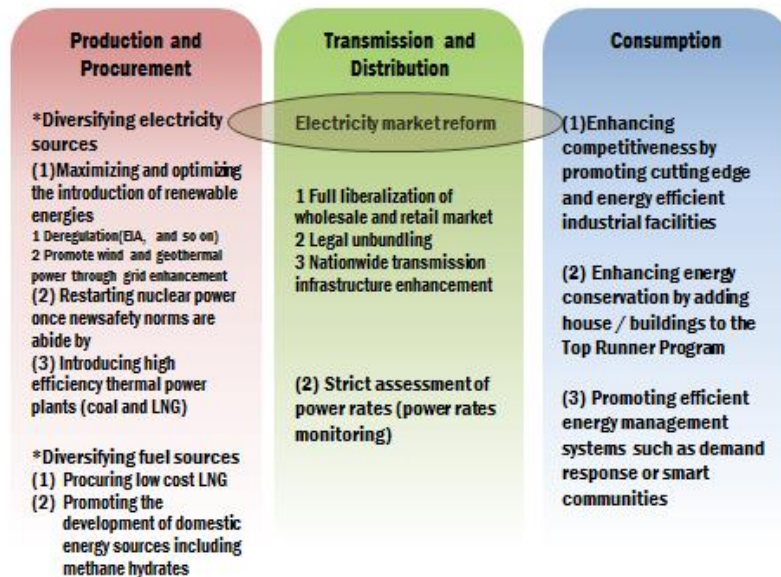 Production and
Procurement
*Diversifying electricity
sources
(1)Maximizing and optimizing
the introduction of renewable
energies
1 Deregulation(EIA, and so on)
2 Promote wind and geothermal
power through grid enhancement
(2) Restarting nuclear power
once newsafety norms are
abide by
(3) Introducing high
efficiency thermal power
plants (coal and LNG)
*Diversifying fuel sources
(1) Procuring low cost LNG
(2) Promoting the
development of domestic
energy sources including
methane hydrates
Transmission and
Distribution
Electricity market reform
1 Full liberalization of
wholesale and retail market
2 Legal unbundling
3 Nationwide transmission
infrastructure enhancement
(2) Strict assessment of
power rates (power rates
monitoring)
Consumption
(1)Enhancing
competitiveness by
promoting cutting edge
and energy efficient
industrial facilities
(2) Enhancing energy
conservation by adding
house / buildings to the
Top Runner Program
(3) Promoting efficient
energy management
systems such as demand
response or smart
communities